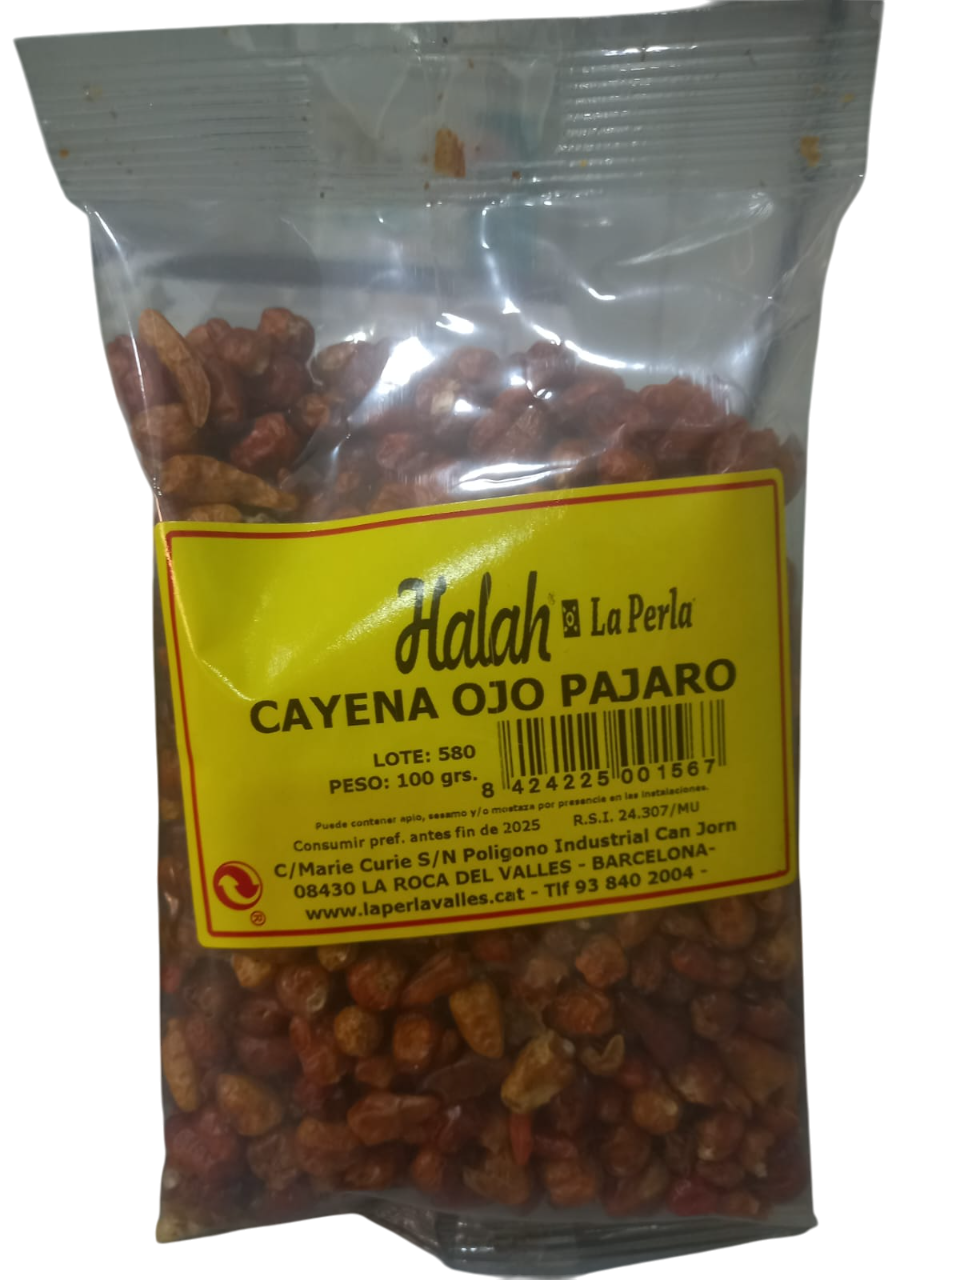 Halah® La Perla
CAYENA OJO PAJARO
LOTE: 580
PESO: 100 grs.
8 424225 001567
Puede contener apio, sesamo y/o mostaza por presencia en las instalaciones.
Consumir pref. antes fin de 2025 R.S.I. 24.307/MU
C/Marie Curie S/N Poligono Industrial Can Jorn
08430 LA ROCA DEL VALLES - BARCELONA-
www.laperlavalles.cat - Tlf 93 840 2004 -